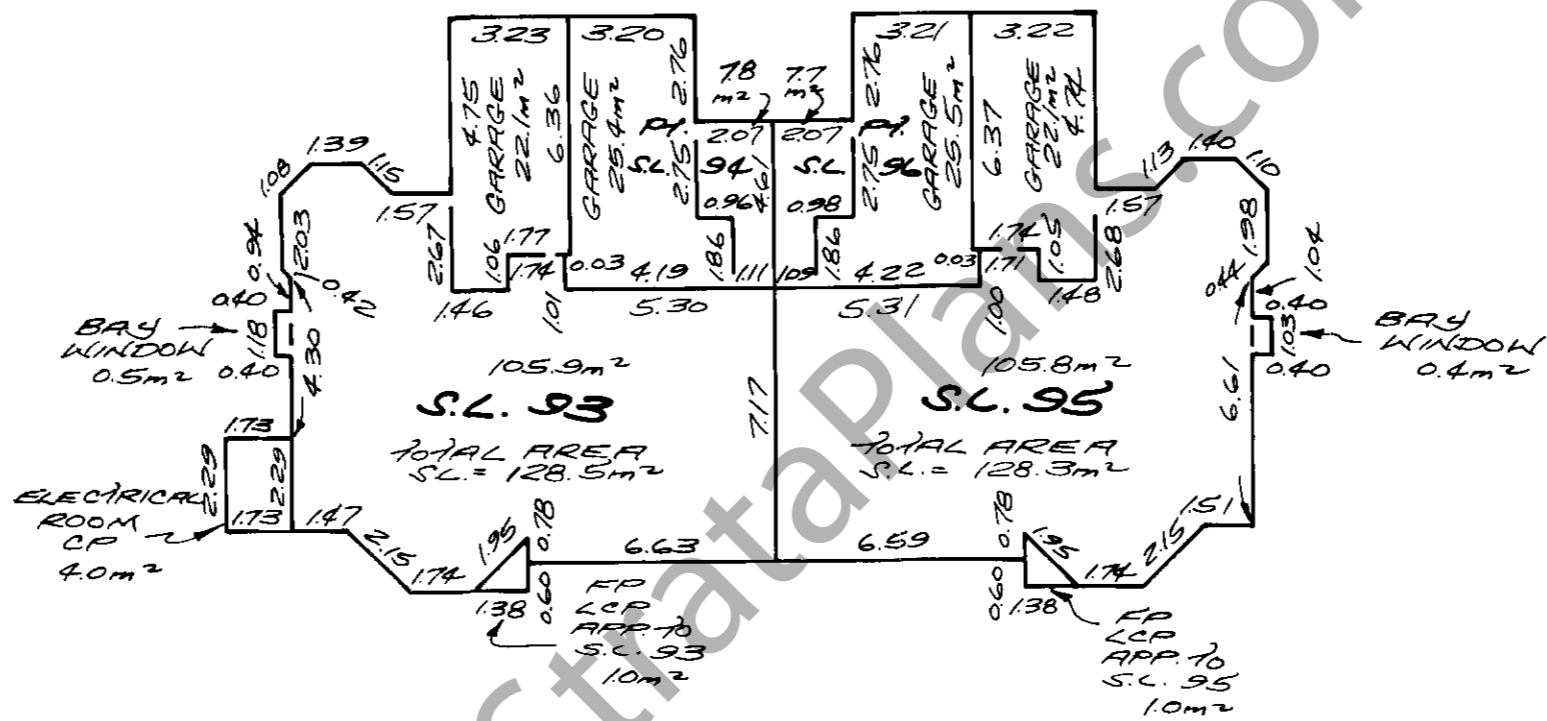 3.23
3.20
3.21
3.22
4.75
GARAGE
22.1m²
6.36
GARAGE
25.4m²
2.76
7.8
m²
7.7
m²
2.76
GARAGE
25.5m²
6.37
GARAGE
22.1m²
4.74
Pt.
S.L. 94
2.07
2.07
Pt.
S.L. 96
2.75
4.61
2.75
0.96
0.98
1.86
1.11
1.09
1.86
1.39
1.08
1.15
1.57
1.13
1.40
1.10
1.57
0.94
2.03
0.42
2.67
1.06
1.77
1.74
0.03
4.19
4.22
0.03
1.74
1.71
1.05
2.68
1.98
1.04
0.44
1.46
1.01
5.30
5.31
1.00
1.48
0.40
1.18
0.40
4.30
BAY
WINDOW
0.5m²
0.40
1.03
0.40
BAY
WINDOW
0.4m²
105.9m²
S.L. 93
TOTAL AREA
S.L. = 128.5m²
7.17
105.8m²
S.L. 95
TOTAL AREA
S.L. = 128.3m²
6.61
1.73
2.29
2.29
1.73
ELECTRICAL
ROOM
CP
4.0m²
1.47
2.15
1.74
1.95
0.78
6.63
6.59
0.78
1.95
1.74
2.15
1.51
1.38
0.60
FP
LCP
APP. TO
S.L. 93
1.0m²
0.60
1.38
FP
LCP
APP. TO
S.L. 95
1.0m²
StrataPlans.co